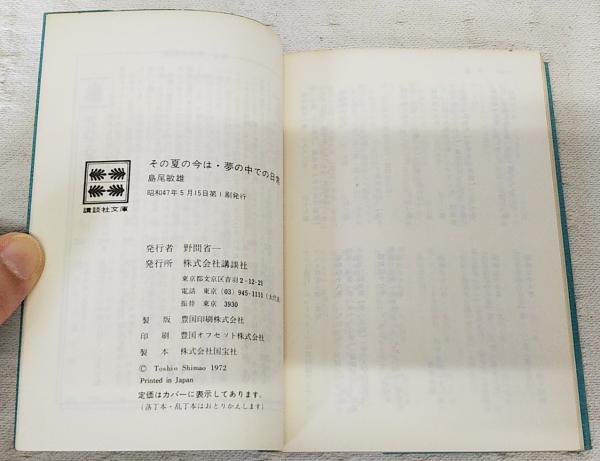 その夏の今は・夢の中での日常
島尾敏雄
昭和47年5月15日第1刷発行
講談社文庫
発行者 野間省一
発行所 株式会社講談社
東京都文京区音羽2-12-21
電話 東京 (03) 945-1111 (大代表)
振替 東京 3930
製版 豊国印刷株式会社
印刷 豊国オフセット株式会社
製本 株式会社国宝社
© Toshio Shimao 1972
Printed in Japan
定価はカバーに表示してあります。
(落丁本・乱丁本はおとりかえします)